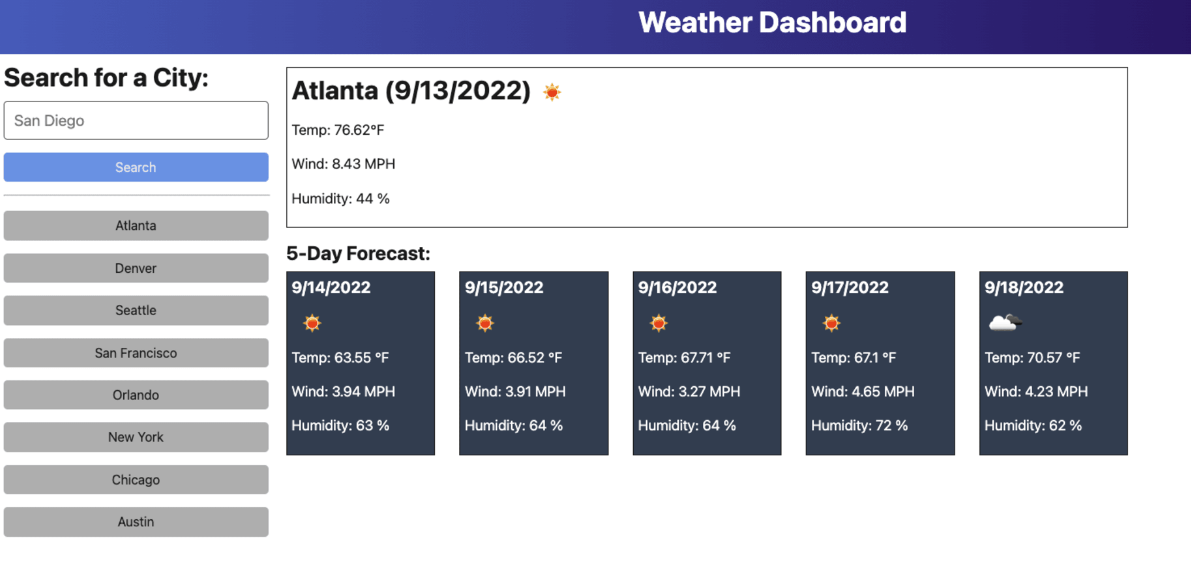 Weather Dashboard
Search for a City:
San Diego
Search
Atlanta
Denver
Seattle
San Francisco
Orlando
New York
Chicago
Austin
Atlanta (9/13/2022)
Temp: 76.62°F
Wind: 8.43 MPH
Humidity: 44 %
5-Day Forecast:
9/14/2022
Temp: 63.55 °F
Wind: 3.94 MPH
Humidity: 63 %
9/15/2022
Temp: 66.52 °F
Wind: 3.91 MPH
Humidity: 64 %
9/16/2022
Temp: 67.71 °F
Wind: 3.27 MPH
Humidity: 64 %
9/17/2022
Temp: 67.1 °F
Wind: 4.65 MPH
Humidity: 72 %
9/18/2022
Temp: 70.57 °F
Wind: 4.23 MPH
Humidity: 62 %